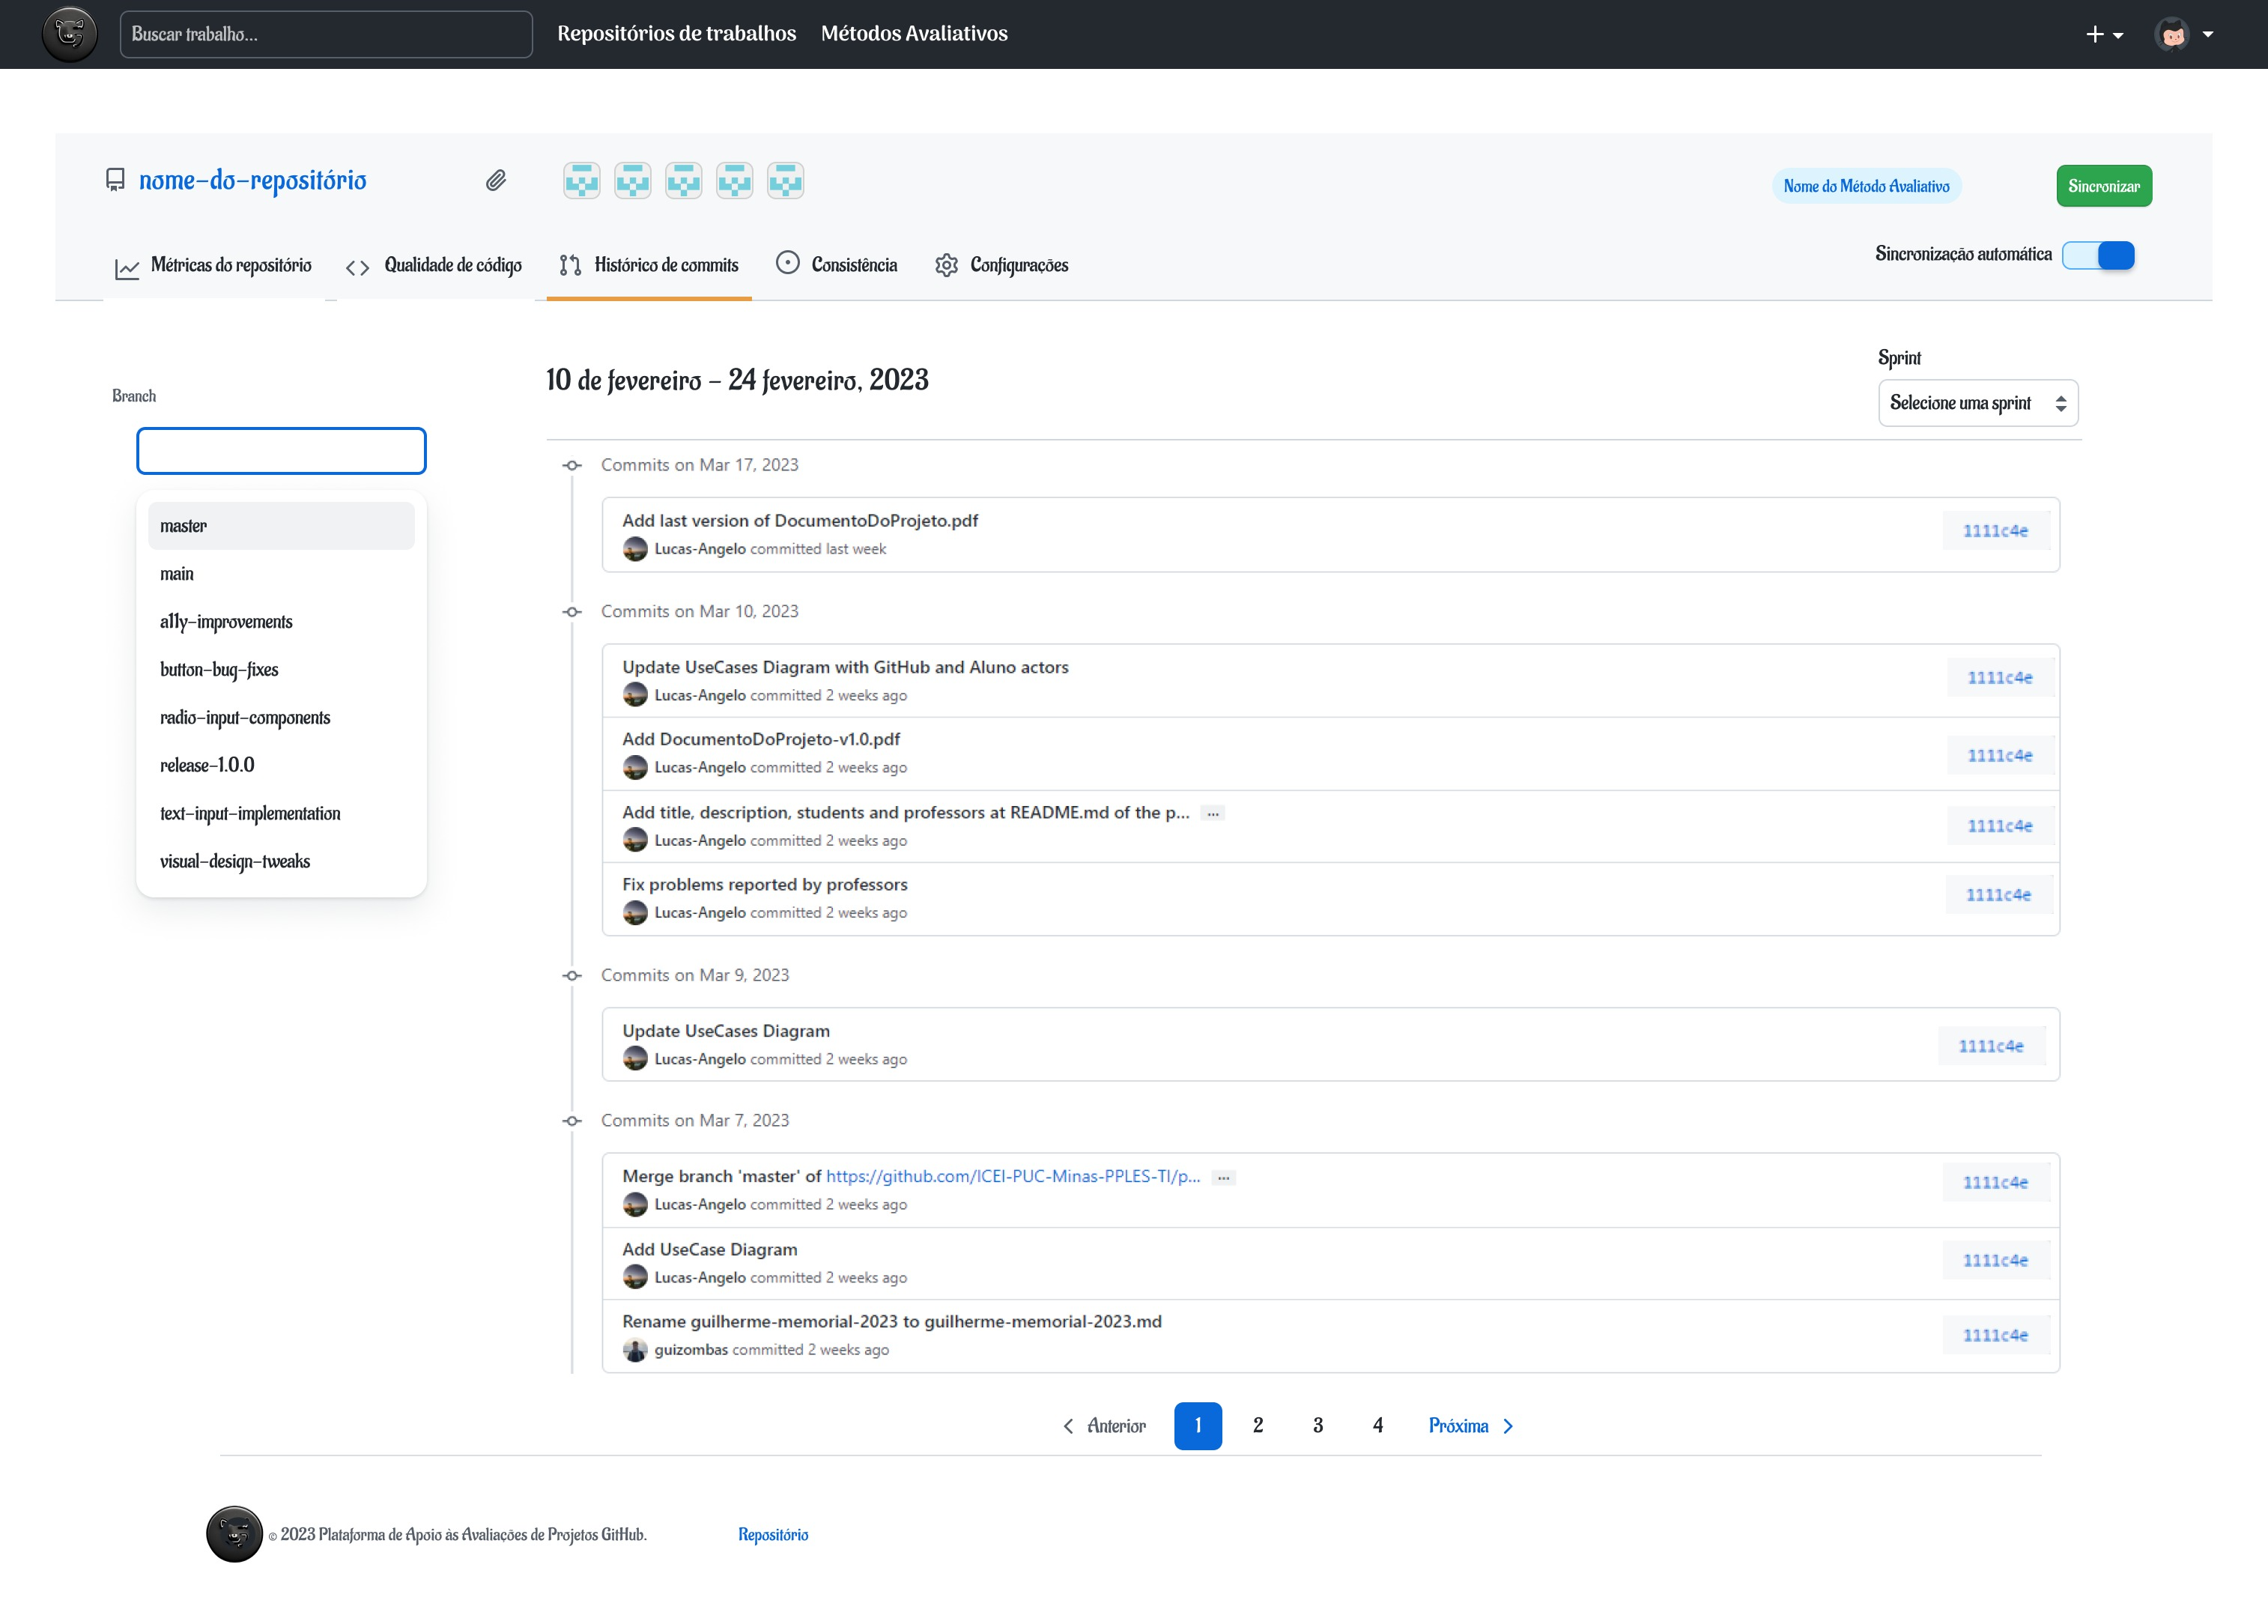 Buscar trabalho...
Repositórios de trabalhos
Métodos Avaliativos
nome-do-repositório
Nome do Método Avaliativo
Sincronizar
Métricas do repositório
Qualidade de código
Histórico de commits
Consistência
Configurações
Sincronização automática
Branch
master
main
a11y-improvements
button-bug-fixes
radio-input-components
release-1.0.0
text-input-implementation
visual-design-tweaks
10 de fevereiro - 24 fevereiro, 2023
Sprint
Selecione uma sprint
Commits on Mar 17, 2023
Add last version of DocumentoDoProjeto.pdf
1111c4e
Lucas-Angelo committed last week
Commits on Mar 10, 2023
Update UseCases Diagram with GitHub and Aluno actors
1111c4e
Lucas-Angelo committed 2 weeks ago
Add DocumentoDoProjeto-v1.0.pdf
1111c4e
Lucas-Angelo committed 2 weeks ago
Add title, description, students and professors at README.md of the p... ...
1111c4e
Lucas-Angelo committed 2 weeks ago
Fix problems reported by professors
1111c4e
Lucas-Angelo committed 2 weeks ago
Commits on Mar 9, 2023
Update UseCases Diagram
1111c4e
Lucas-Angelo committed 2 weeks ago
Commits on Mar 7, 2023
Merge branch 'master' of https://github.com/ICEI-PUC-Minas-PPLES-TI/p... ...
1111c4e
Lucas-Angelo committed 2 weeks ago
Add UseCase Diagram
1111c4e
Lucas-Angelo committed 2 weeks ago
Rename guilherme-memorial-2023 to guilherme-memorial-2023.md
1111c4e
guizombas committed 2 weeks ago
Anterior 1 2 3 4 Próxima
© 2023 Plataforma de Apoio às Avaliações de Projetos GitHub.
Repositório